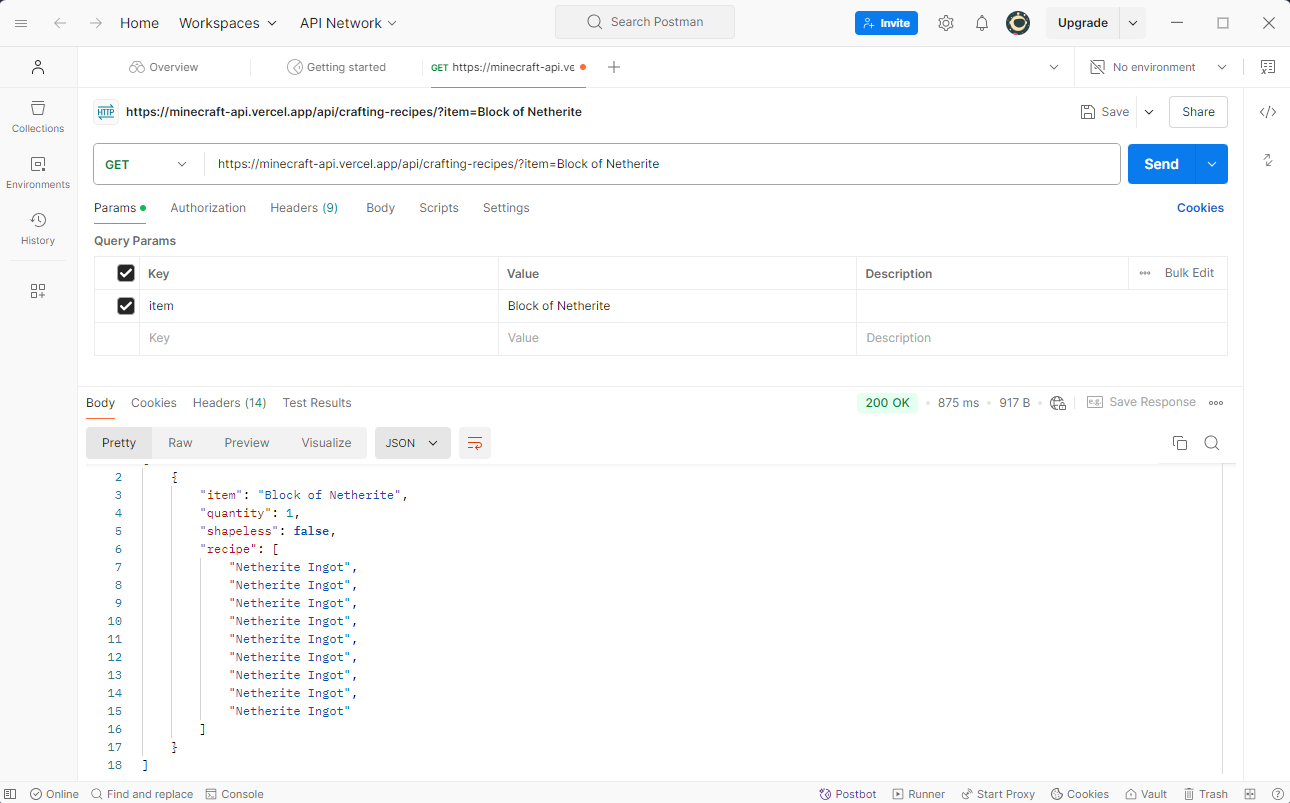 Home Workspaces API Network Search Postman Invite Upgrade
Overview Getting started GET https://minecraft-api.ve No environment
HTTP https://minecraft-api.vercel.app/api/crafting-recipes/?item=Block of Netherite Save Share
Collections
Environments
History
GET https://minecraft-api.vercel.app/api/crafting-recipes/?item=Block of Netherite Send
Params Authorization Headers (9) Body Scripts Settings Cookies
Query Params
Key Value Description Bulk Edit
item Block of Netherite
Key Value Description
Body Cookies Headers (14) Test Results 200 OK 875 ms 917 B e.g. Save Response
Pretty Raw Preview Visualize JSON
2 {
3 "item": "Block of Netherite",
4 "quantity": 1,
5 "shapeless": false,
6 "recipe": [
7 "Netherite Ingot",
8 "Netherite Ingot",
9 "Netherite Ingot",
10 "Netherite Ingot",
11 "Netherite Ingot",
12 "Netherite Ingot",
13 "Netherite Ingot",
14 "Netherite Ingot",
15 "Netherite Ingot"
16 ]
17 }
18 ]
Online Find and replace Console Postbot Runner Start Proxy Cookies Vault Trash